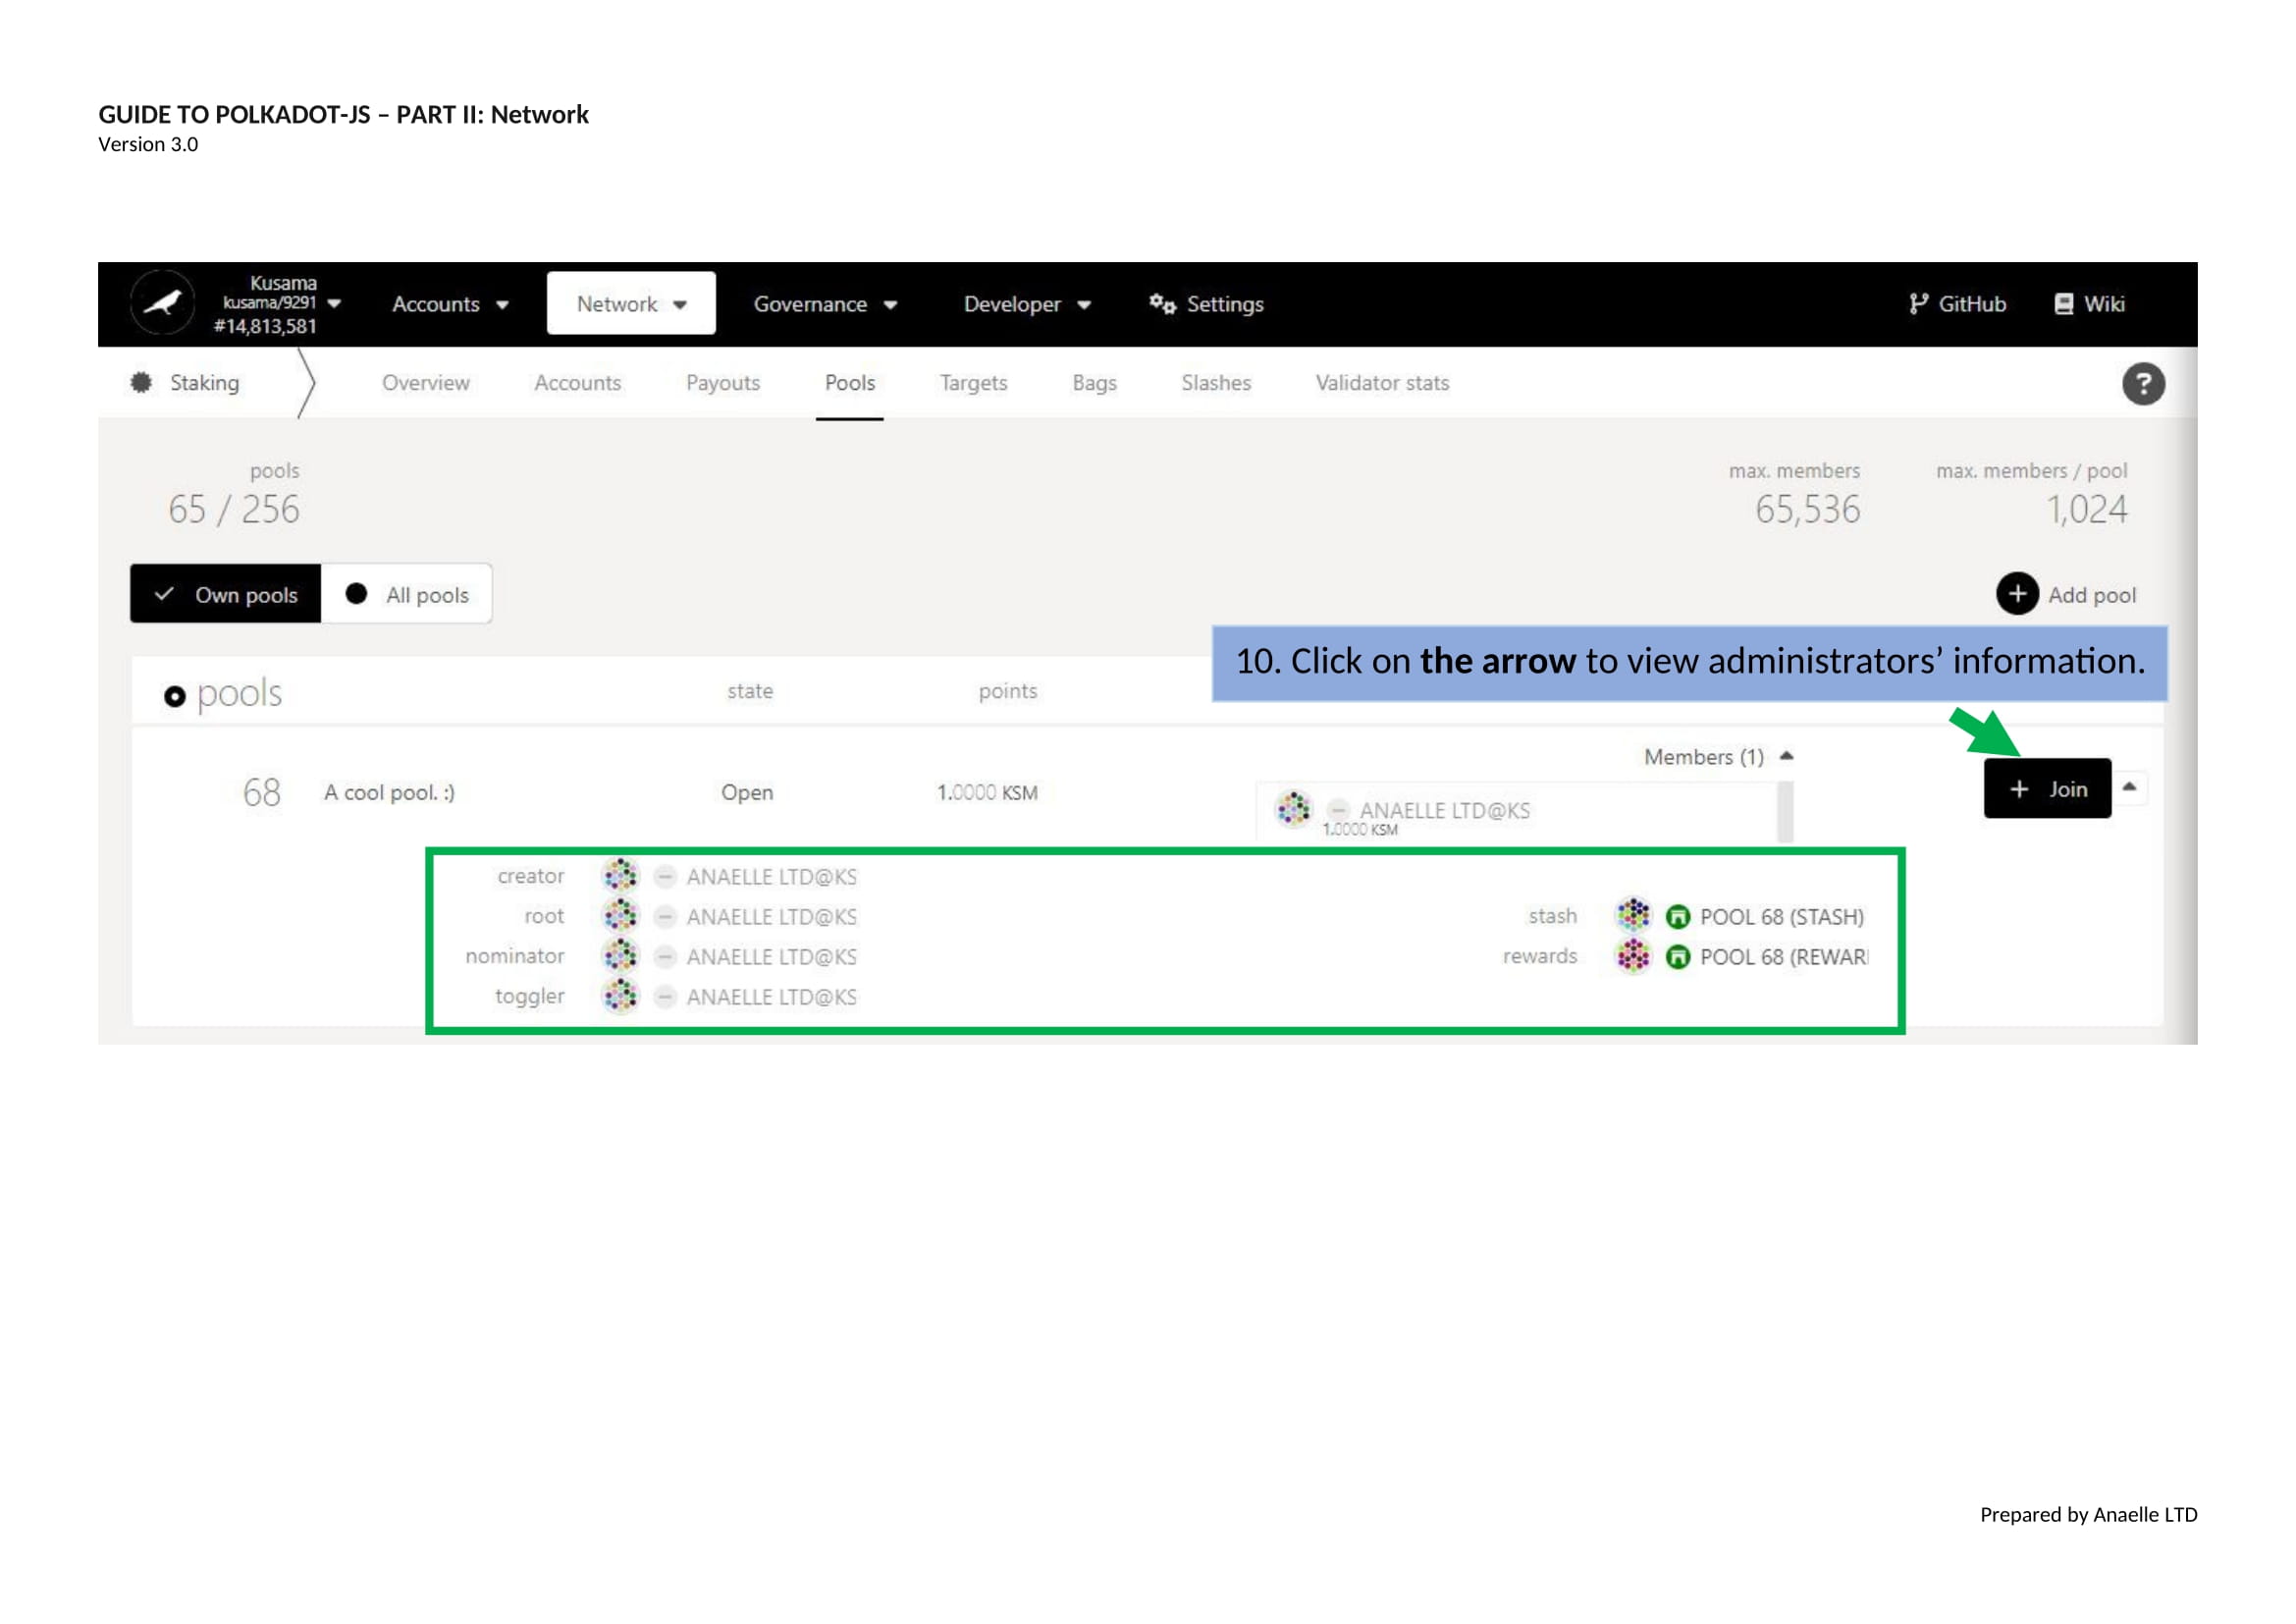 GUIDE TO POLKADOT-JS – PART II: Network
Version 3.0
Kusama
kusama/9291
#14,813,581
Accounts
Network
Governance
Developer
Settings
GitHub
Wiki
Staking
Overview
Accounts
Payouts
Pools
Targets
Bags
Slashes
Validator stats
?
pools
65 / 256
max. members
65,536
max. members / pool
1,024
Own pools
All pools
Add pool
10. Click on the arrow to view administrators’ information.
pools
state
points
68
A cool pool. :)
Open
1.0000 KSM
Members (1)
ANAELLE LTD@KS
1.0000 KSM
+ Join
creator ANAELLE LTD@KS
root ANAELLE LTD@KS
nominator ANAELLE LTD@KS
toggler ANAELLE LTD@KS
stash POOL 68 (STASH)
rewards POOL 68 (REWAR
Prepared by Anaelle LTD